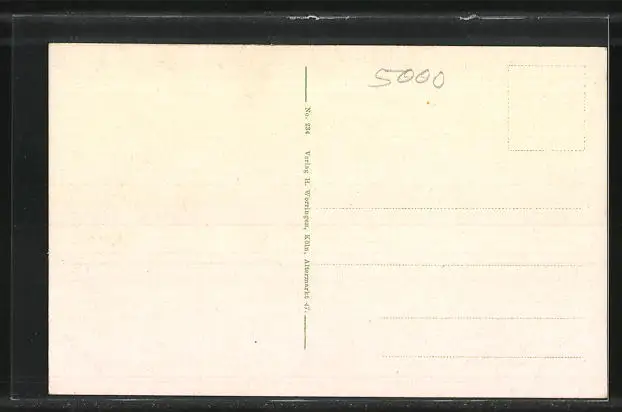 5000
No. 234 Verlag H. Worringen, Köln, Altermarkt 47.